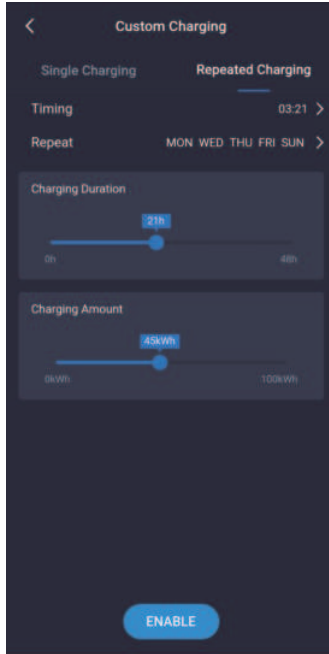 Custom Charging
Single Charging Repeated Charging
Timing 03:21
Repeat MON WED THU FRI SUN
Charging Duration
21h
0h 48h
Charging Amount
45kWh
0kWh 100kWh
ENABLE